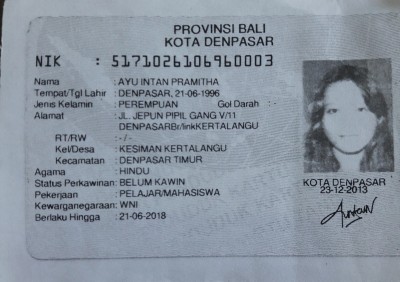 PROVINSI BALI
KOTA DENPASAR
NIK : 5171026106960003
Nama : AYU INTAN PRAMITHA
Tempat/Tgl Lahir : DENPASAR, 21-06-1996
Jenis Kelamin : PEREMPUAN Gol Darah : -
Alamat : JL. JEPUN PIPIL GANG V/11
DENPASARBr/linkKERTALANGU
RT/RW : -/-
Kel/Desa : KESIMAN KERTALANGU
Kecamatan : DENPASAR TIMUR
Agama : HINDU
Status Perkawinan: BELUM KAWIN
Pekerjaan : PELAJAR/MAHASISWA
Kewarganegaraan: WNI
Berlaku Hingga : 21-06-2018
KOTA DENPASAR
23-12-2013